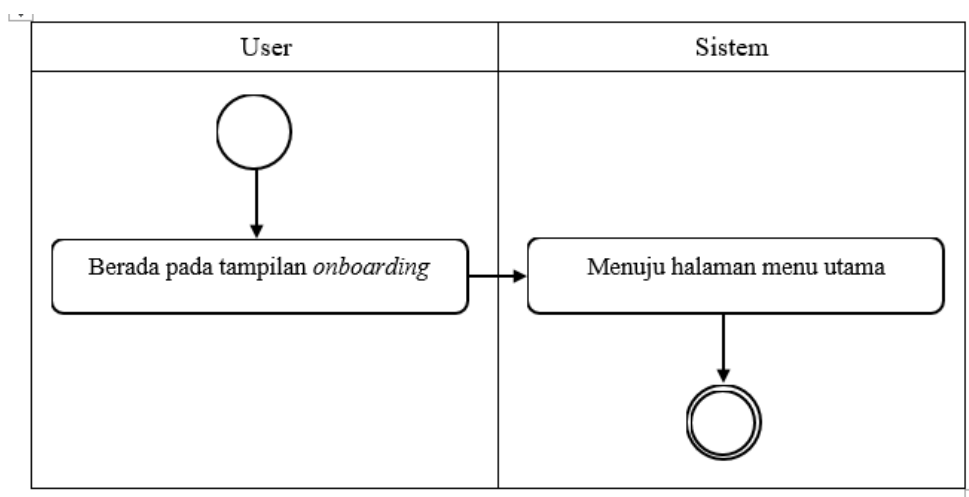 User
Sistem
Berada pada tampilan onboarding
Menuju halaman menu utama